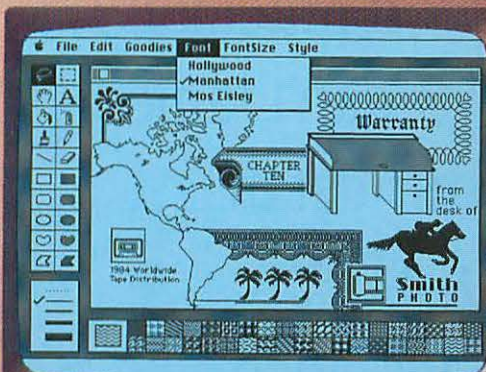 File Edit Goodies Font FontSize Style
Hollywood
✓Manhattan
Mos Eisley
A
Warranty
CHAPTER
TEN
from
the
desk of
1984 Worldwide
Tape Distribution
Smith
PHOTO